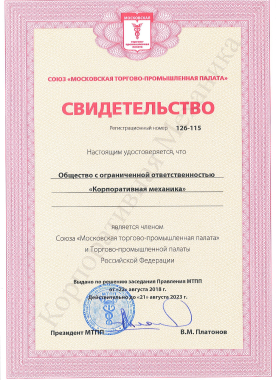 МОСКОВСКАЯ
СОЮЗ «МОСКОВСКАЯ ТОРГОВО-ПРОМЫШЛЕННАЯ ПАЛАТА»
СВИДЕТЕЛЬСТВО
Регистрационный номер 126-115
Настоящим удостоверяется, что
Общество с ограниченной ответственностью
«Корпоративная механика»
является членом
Союза «Московская торгово-промышленная палата»
и Торгово-промышленной палаты
Российской Федерации
Выдано по решению заседания Правления МТПП
от «22» августа 2018 г.
Действительно до «21» августа 2023 г.
Президент МТПП
В.М. Платонов
Корпоративная Механика